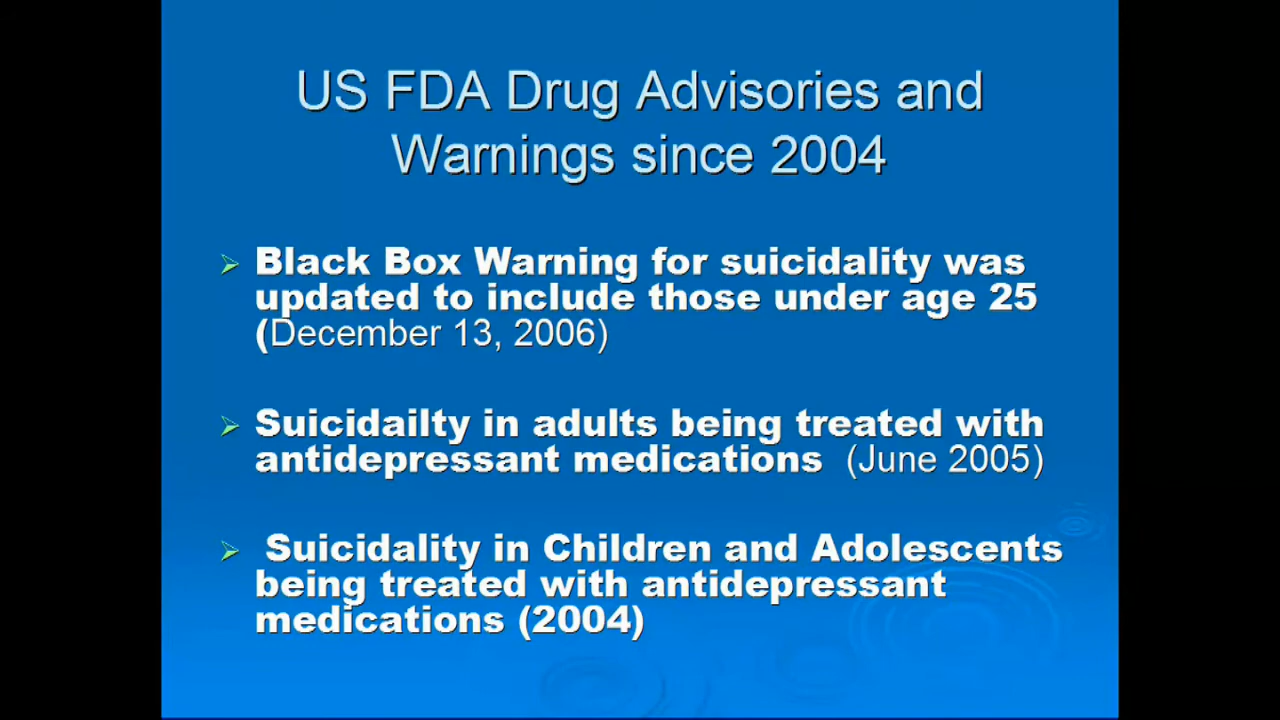 US FDA Drug Advisories and
Warnings since 2004
Black Box Warning for suicidality was
updated to include those under age 25
(December 13, 2006)
Suicidailty in adults being treated with
antidepressant medications (June 2005)
Suicidality in Children and Adolescents
being treated with antidepressant
medications (2004)